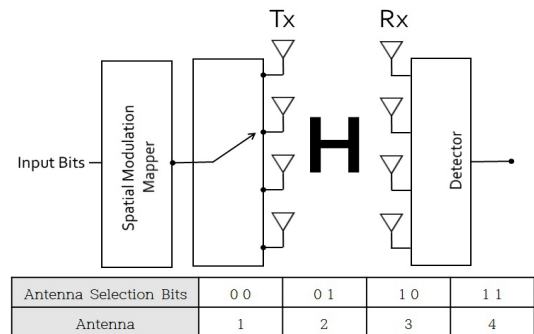 Tx
Rx
Input Bits
Spatial Modulation
Mapper
H
Detector
Antenna Selection Bits 0 0 0 1 1 0 1 1
Antenna 1 2 3 4